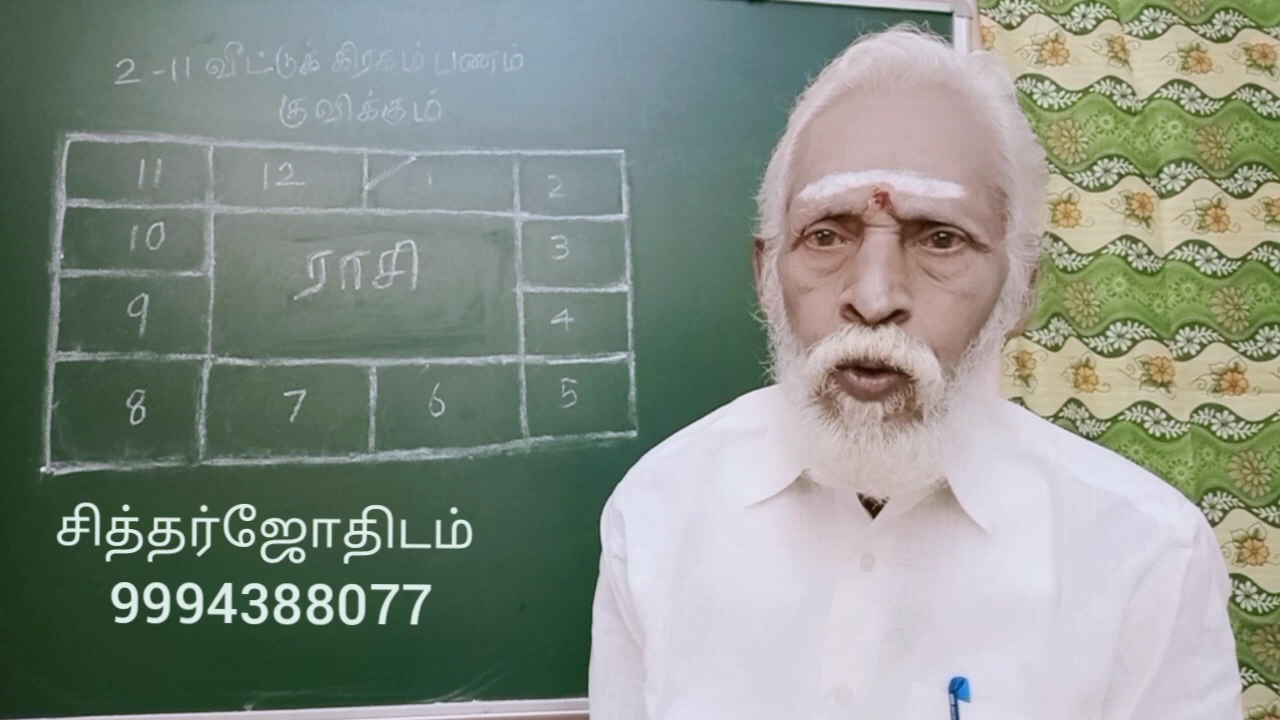 2 -11 வீட்டுக் கிரகம் பணம்
குவிக்கும்
11 12 1 2
10 ராசி 3
9 4
8 7 6 5
சித்தர்ஜோதிடம்
9994388077